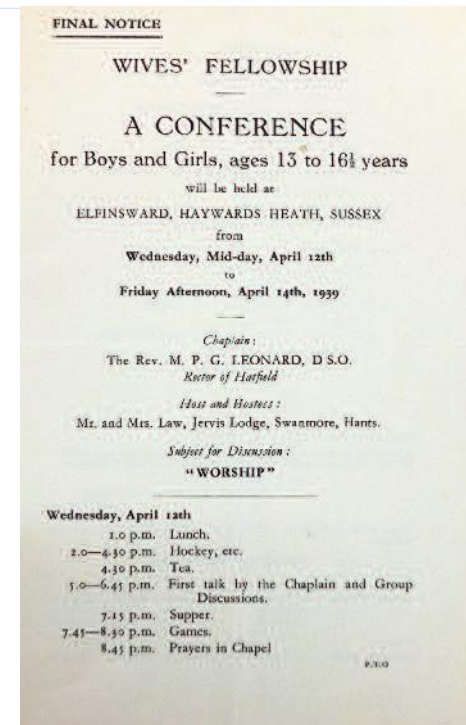 FINAL NOTICE
WIVES' FELLOWSHIP
A CONFERENCE
for Boys and Girls, ages 13 to 16½ years
will be held at
ELFINSWARD, HAYWARDS HEATH, SUSSEX
from
Wednesday, Mid-day, April 12th
to
Friday Afternoon, April 14th, 1939
Chaplain:
The Rev. M. P. G. LEONARD, D S.O.
Rector of Hatfield
Host and Hostess:
Mr. and Mrs. Law, Jervis Lodge, Swanmore, Hants.
Subject for Discussion:
"WORSHIP"
Wednesday, April 12th
1.0 p.m. Lunch.
2.0—4.30 p.m. Hockey, etc.
4.30 p.m. Tea.
5.0—6.45 p.m. First talk by the Chaplain and Group
Discussions.
7.15 p.m. Supper.
7.45—8.30 p.m. Games.
8.45 p.m. Prayers in Chapel
P.T.O